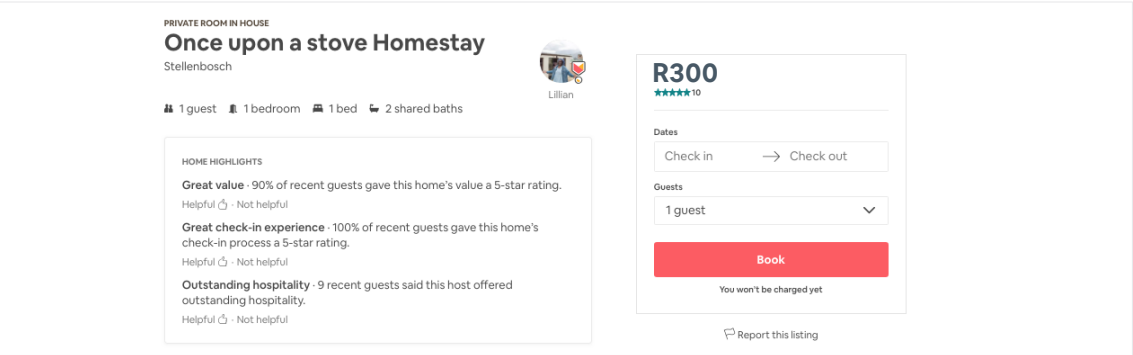 PRIVATE ROOM IN HOUSE
Once upon a stove Homestay
Stellenbosch
Lillian
1 guest 1 bedroom 1 bed 2 shared baths
HOME HIGHLIGHTS
Great value · 90% of recent guests gave this home's value a 5-star rating.
Helpful · Not helpful
Great check-in experience · 100% of recent guests gave this home's
check-in process a 5-star rating.
Helpful · Not helpful
Outstanding hospitality · 9 recent guests said this host offered
outstanding hospitality.
Helpful · Not helpful
R300
10
Dates
Check in → Check out
Guests
1 guest
Book
You won't be charged yet
Report this listing